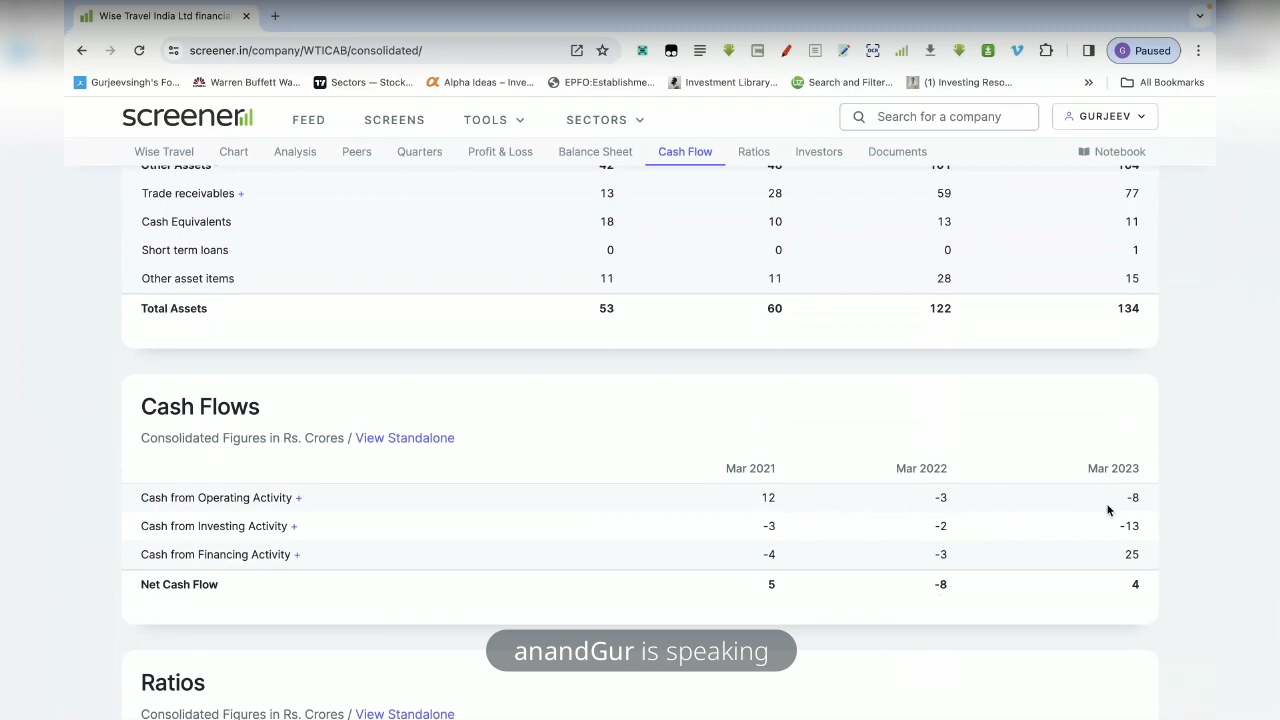 Wise Travel India Ltd financia
screener.in/company/WTICAB/consolidated/
G Paused
Gurjeevsingh's Fo...
Warren Buffett Wa...
Sectors — Stock...
Alpha Ideas – Inve...
EPFO:Establishme...
Investment Library...
Search and Filter...
(1) Investing Reso...
»
All Bookmarks
screener
FEED
SCREENS
TOOLS
SECTORS
Search for a company
GURJEEV
Wise Travel
Chart
Analysis
Peers
Quarters
Profit & Loss
Balance Sheet
Cash Flow
Ratios
Investors
Documents
Notebook
Other Assets
Trade receivables + 13 28 59 77
Cash Equivalents 18 10 13 11
Short term loans 0 0 0 1
Other asset items 11 11 28 15
Total Assets 53 60 122 134
Cash Flows
Consolidated Figures in Rs. Crores / View Standalone
Mar 2021 Mar 2022 Mar 2023
Cash from Operating Activity + 12 -3 -8
Cash from Investing Activity + -3 -2 -13
Cash from Financing Activity + -4 -3 25
Net Cash Flow 5 -8 4
anandGur is speaking
Ratios
Consolidated Figures in Rs. Crores / View Standalone